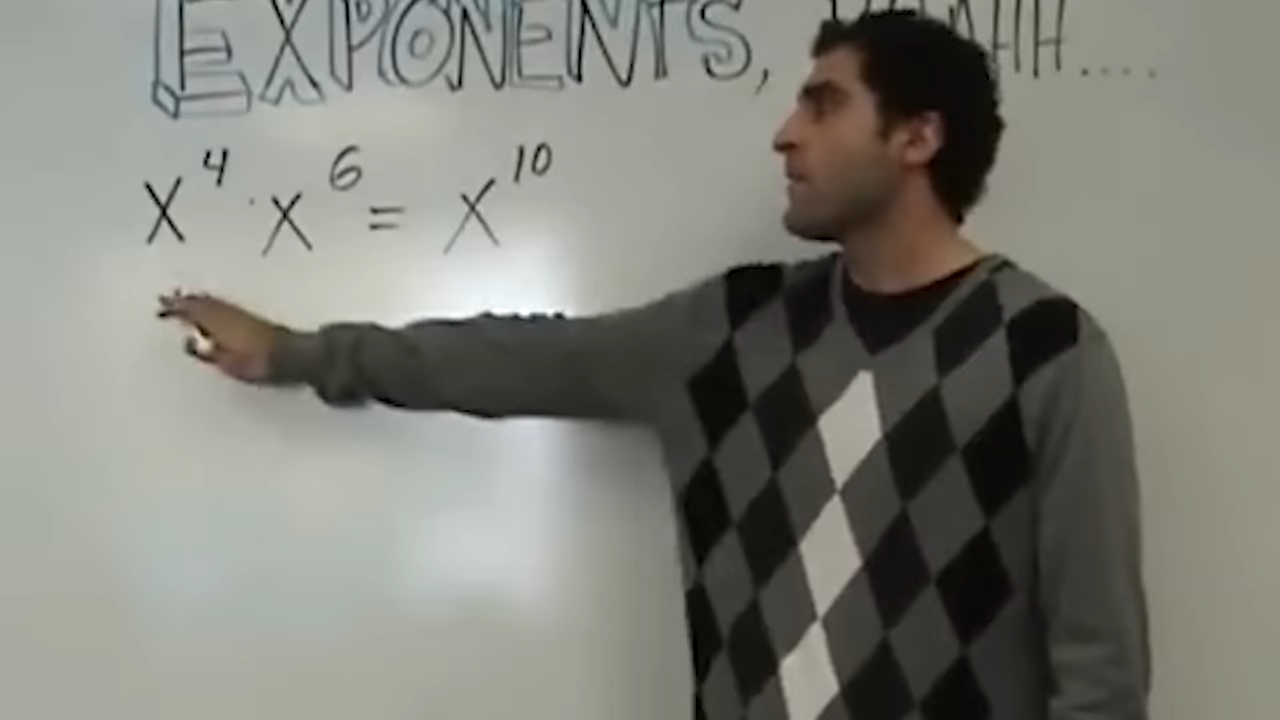 EXPONENTS,
X⁴ · X⁶ = X¹⁰